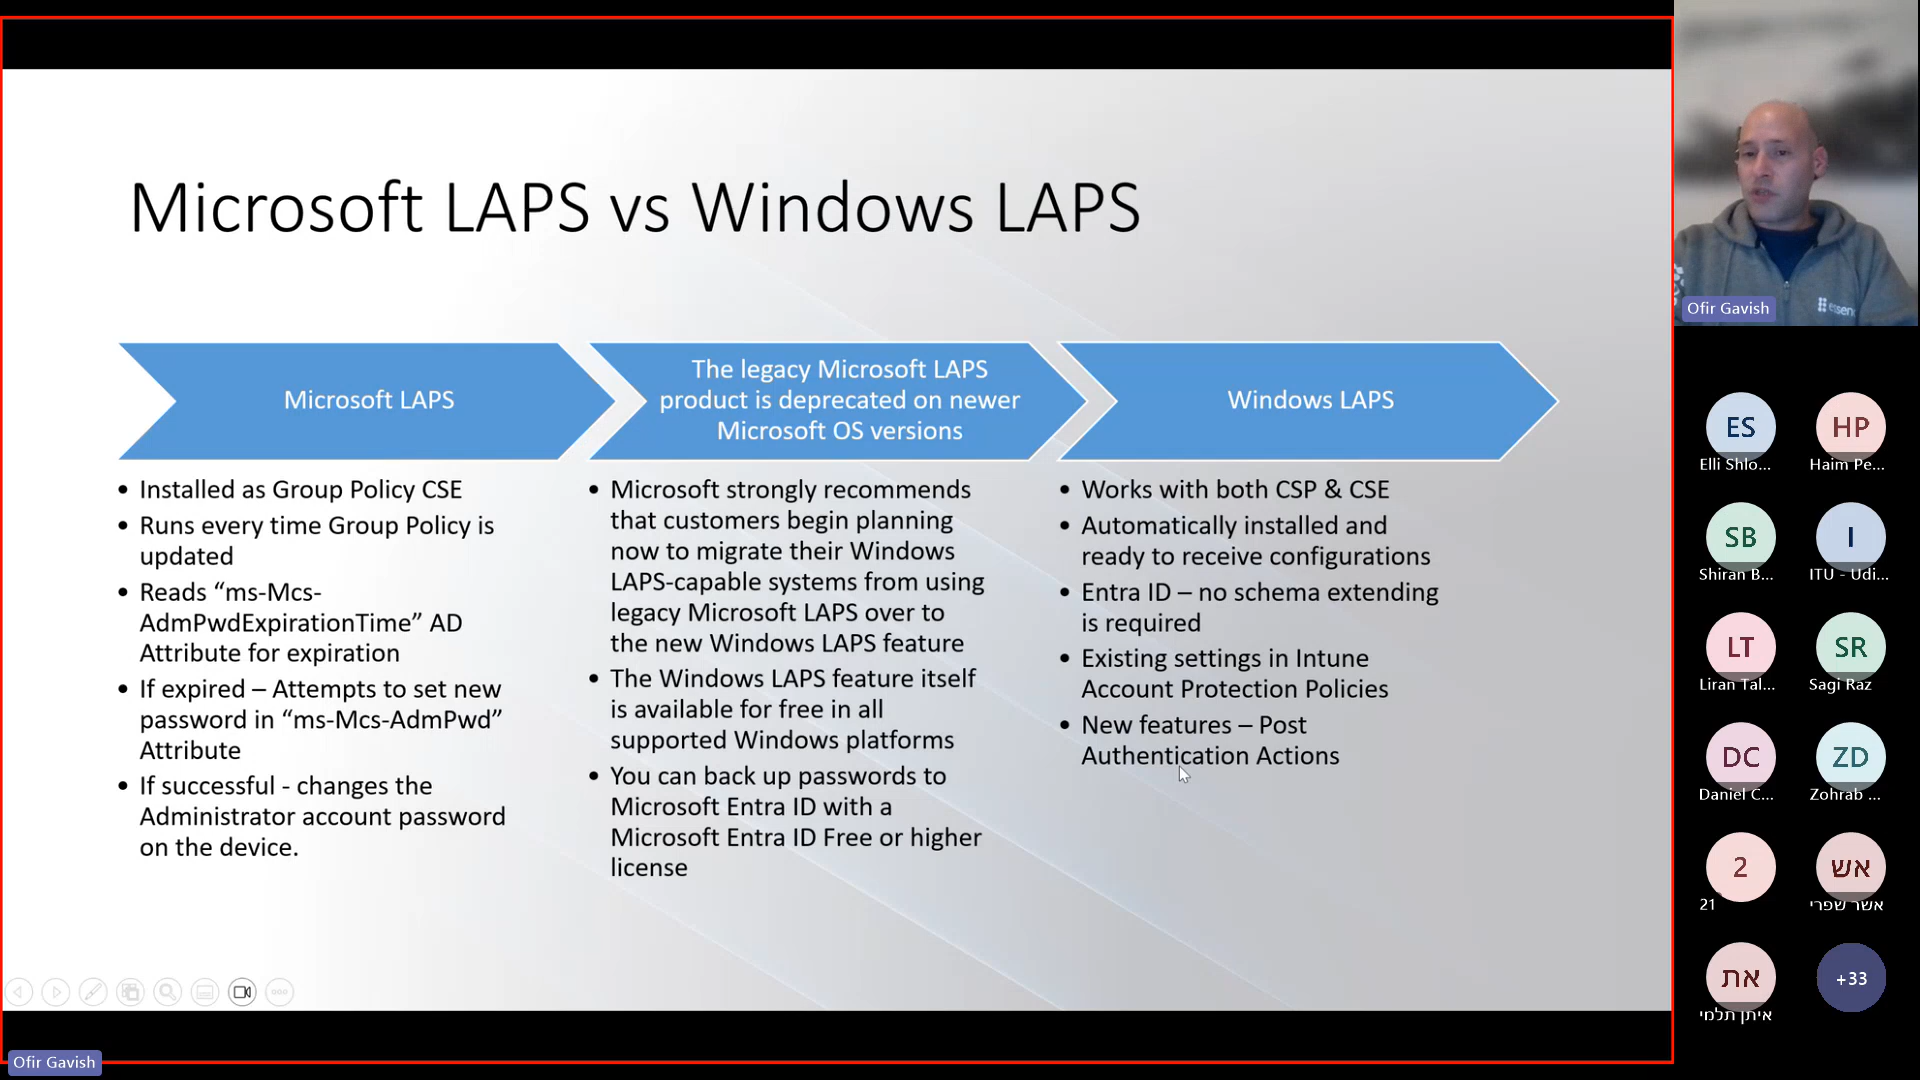 Microsoft LAPS vs Windows LAPS
Microsoft LAPS
• Installed as Group Policy CSE
• Runs every time Group Policy is
updated
• Reads “ms-Mcs-
AdmPwdExpirationTime” AD
Attribute for expiration
• If expired – Attempts to set new
password in “ms-Mcs-AdmPwd”
Attribute
• If successful - changes the
Administrator account password
on the device.
The legacy Microsoft LAPS
product is deprecated on newer
Microsoft OS versions
• Microsoft strongly recommends
that customers begin planning
now to migrate their Windows
LAPS-capable systems from using
legacy Microsoft LAPS over to
the new Windows LAPS feature
• The Windows LAPS feature itself
is available for free in all
supported Windows platforms
• You can back up passwords to
Microsoft Entra ID with a
Microsoft Entra ID Free or higher
license
Windows LAPS
• Works with both CSP & CSE
• Automatically installed and
ready to receive configurations
• Entra ID – no schema extending
is required
• Existing settings in Intune
Account Protection Policies
• New features – Post
Authentication Actions
Ofir Gavish
Ofir Gavish
ES
Elli Shlo...
HP
Haim Pe...
SB
Shiran B...
I
ITU - Udi...
LT
Liran Tal...
SR
Sagi Raz
DC
Daniel C...
ZD
Zohrab ...
2
21
אש
אשר שפרי
את
איתן תלמי
+33